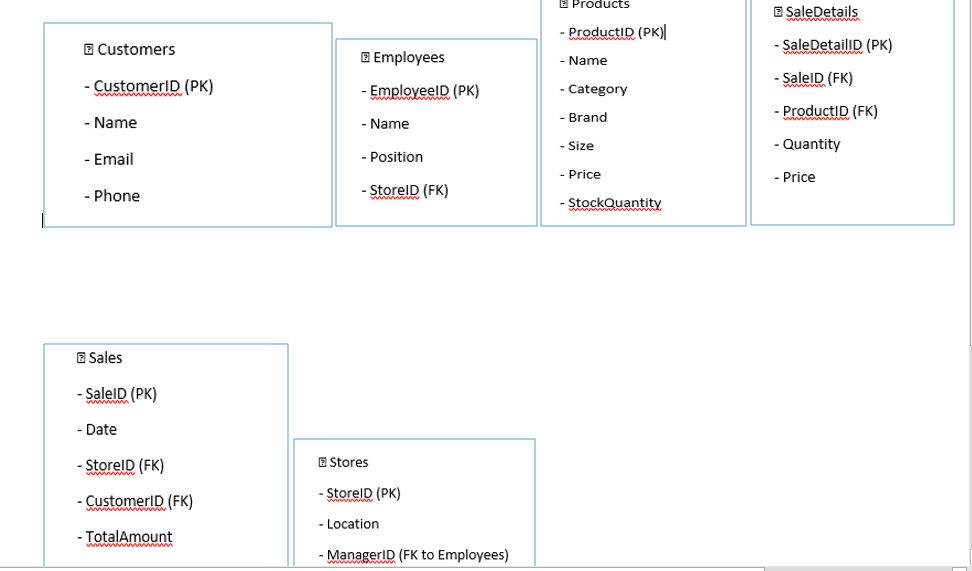 Customers
- CustomerID (PK)
- Name
- Email
- Phone
Employees
- EmployeeID (PK)
- Name
- Position
- StoreID (FK)
Products
- ProductID (PK)
- Name
- Category
- Brand
- Size
- Price
- StockQuantity
SaleDetails
- SaleDetailID (PK)
- SaleID (FK)
- ProductID (FK)
- Quantity
- Price
Sales
- SaleID (PK)
- Date
- StoreID (FK)
- CustomerID (FK)
- TotalAmount
Stores
- StoreID (PK)
- Location
- ManagerID (FK to Employees)